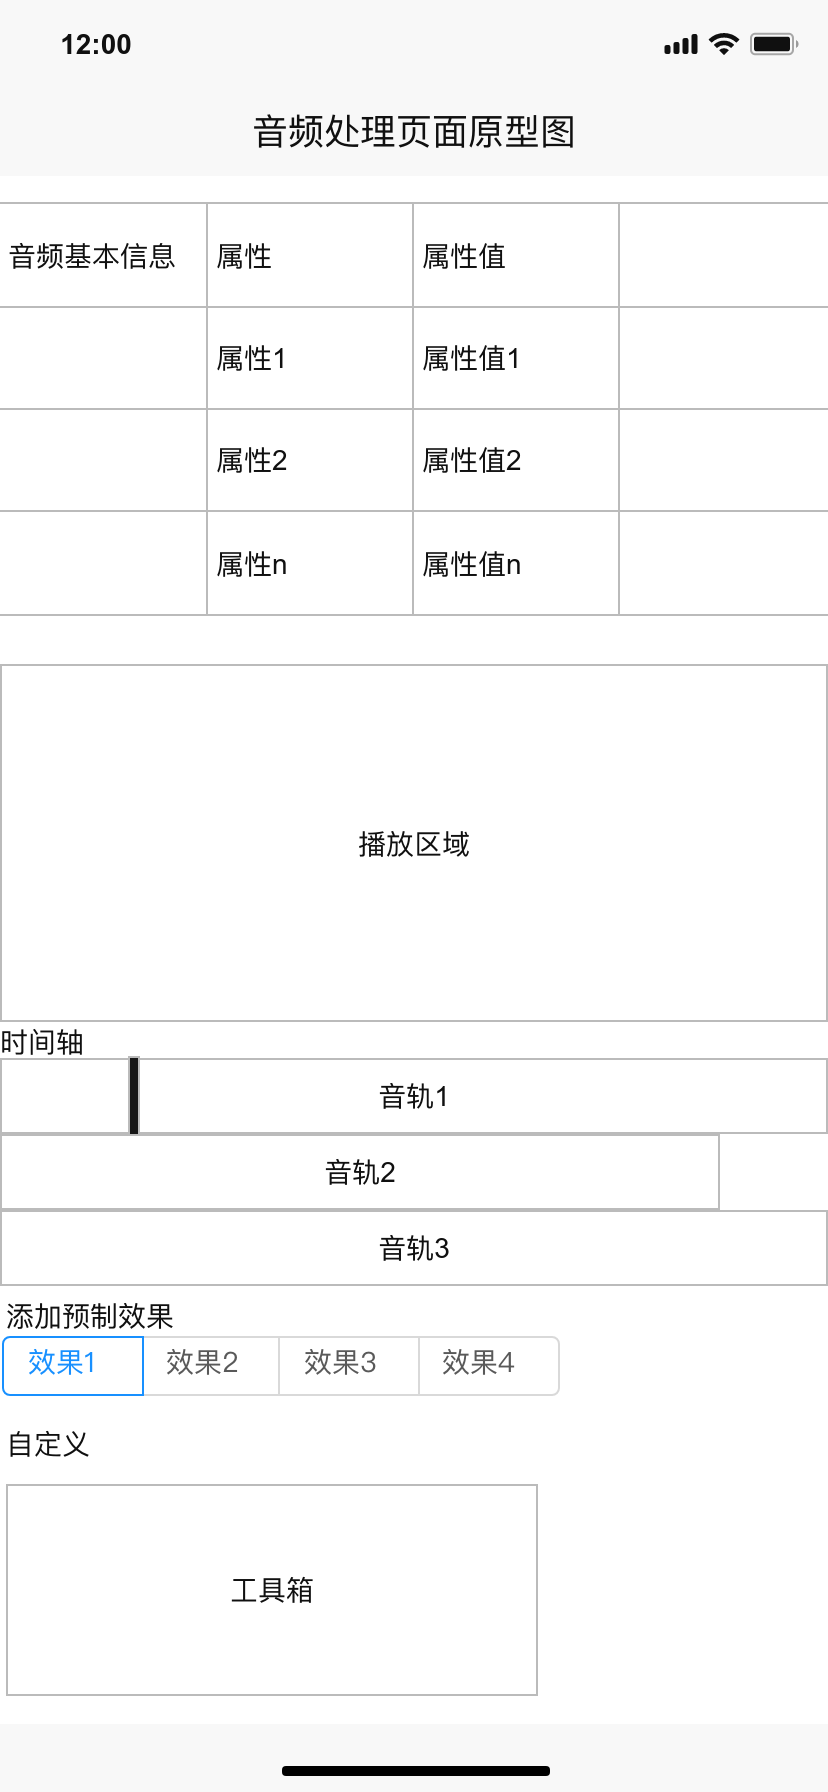 12:00
音频处理页面原型图
音频基本信息 属性 属性值
属性1 属性值1
属性2 属性值2
属性n 属性值n
播放区域
时间轴
音轨1
音轨2
音轨3
添加预制效果
效果1 效果2 效果3 效果4
自定义
工具箱